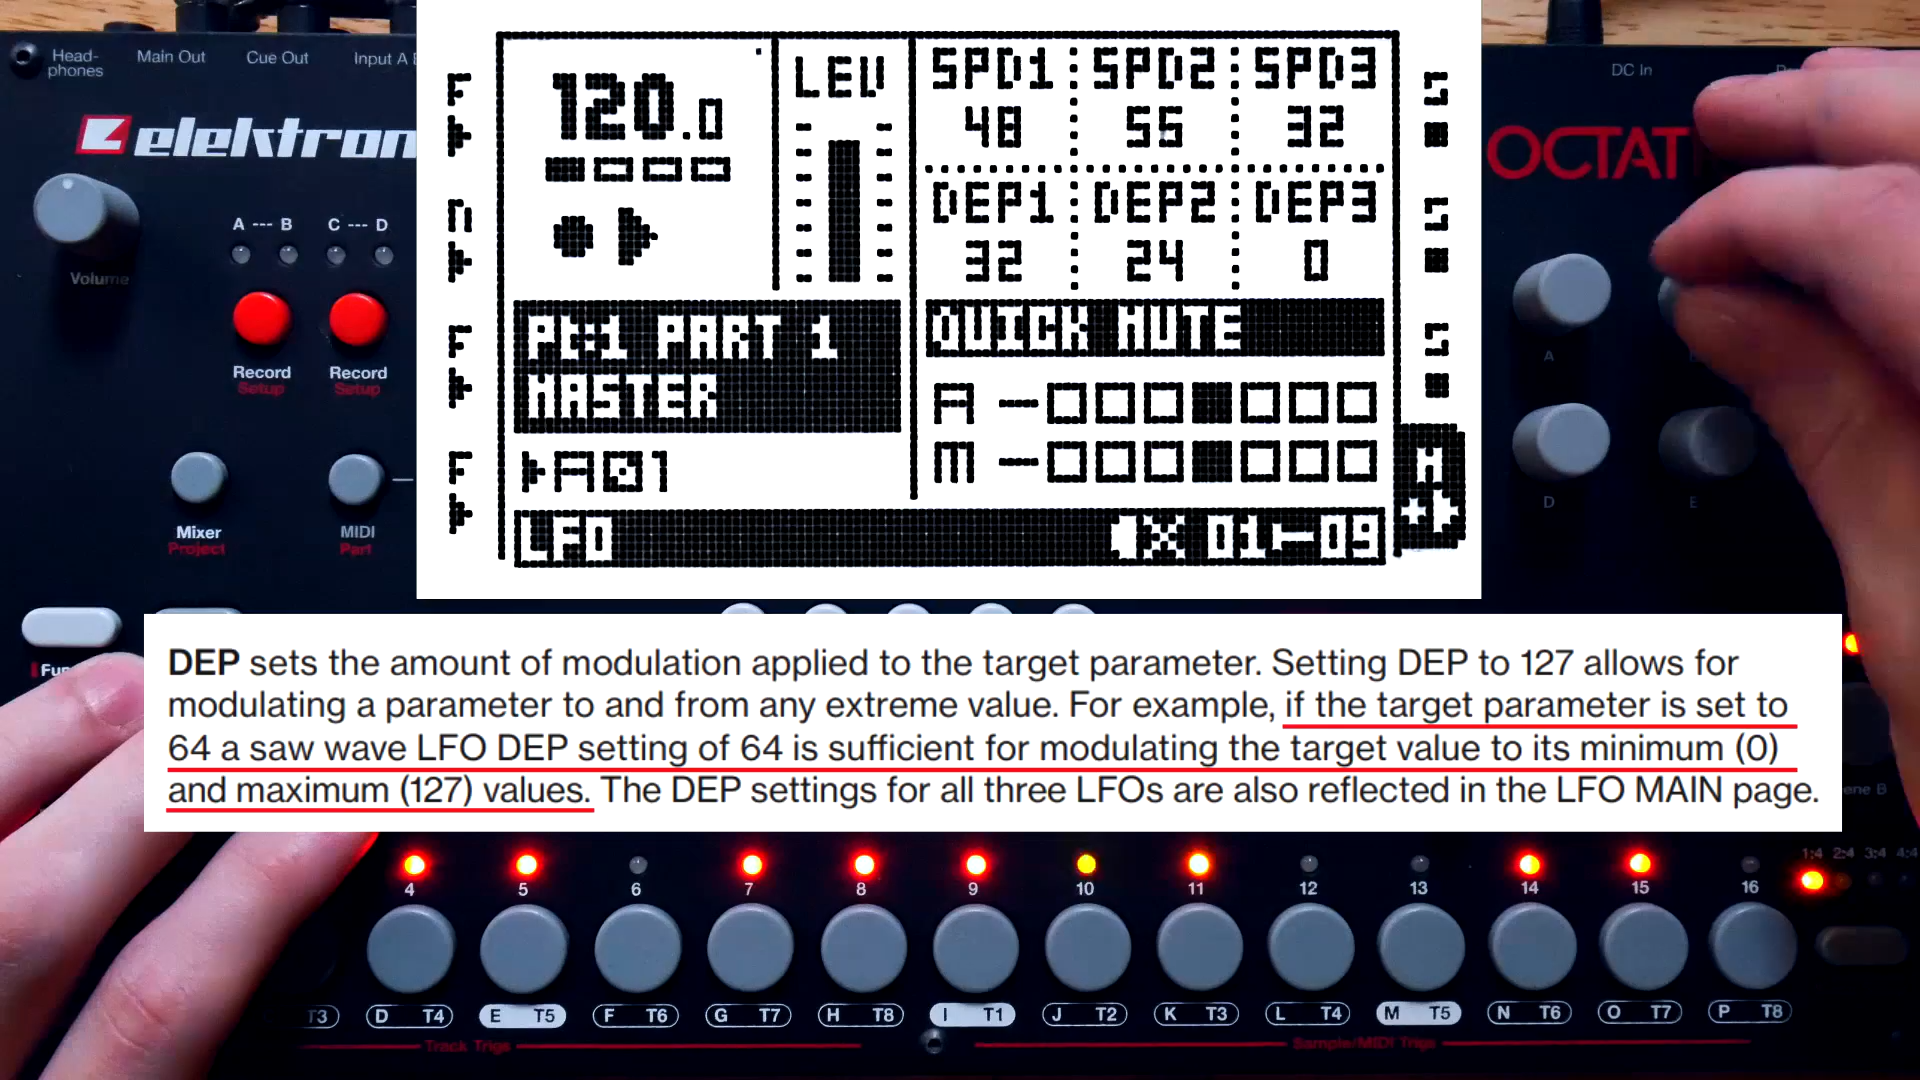 Head-
phones
Main Out
Cue Out
Input A B
DC In
elektron
OCTAT
Volume
A --- B
C --- D
Record
Setup
Record
Setup
Mixer
Project
MIDI
Part
120.0
LEV
SPD1 SPD2 SPD3
48 55 32
DEP1 DEP2 DEP3
32 24 0
PART 1
MASTER
A01
QUICK MUTE
A
M
LFO
01-09
A
D
E
DEP sets the amount of modulation applied to the target parameter. Setting DEP to 127 allows for
modulating a parameter to and from any extreme value. For example, if the target parameter is set to
64 a saw wave LFO DEP setting of 64 is sufficient for modulating the target value to its minimum (0)
and maximum (127) values. The DEP settings for all three LFOs are also reflected in the LFO MAIN page.
1:4 2:4 3:4 4:4
4 5 6 7 8 9 10 11 12 13 14 15 16
T3 D T4 E T5 F T6 G T7 H T8 I T1 J T2 K T3 L T4 M T5 N T6 O T7 P T8
Track Trigs
Sample/MIDI Trigs